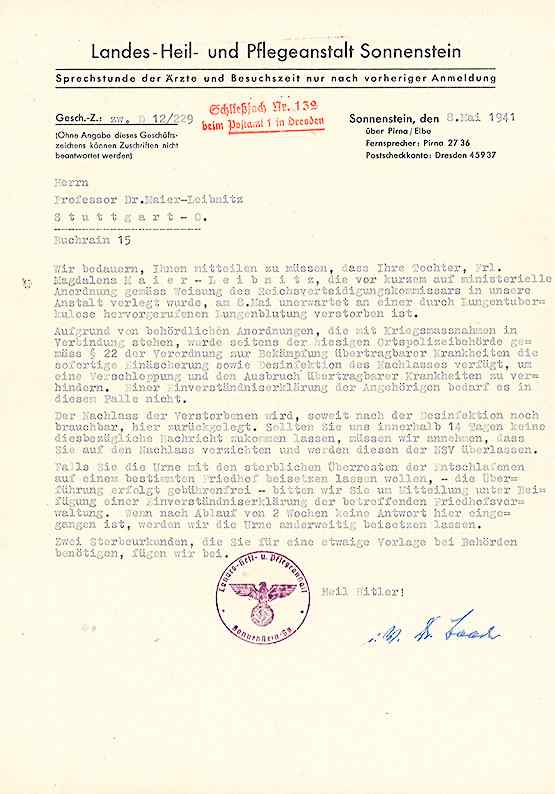 Landes-Heil- und Pflegeanstalt Sonnenstein
Sprechstunde der Ärzte und Besuchszeit nur nach vorheriger Anmeldung
Gesch.-Z.: zw. D 12/229
(Ohne Angabe dieses Geschäfts-
zeichens können Zuschriften nicht
beantwortet werden)
Schließfach Nr. 132
beim Postamt 1 in Dresden
Sonnenstein, den 8.Mai 1941
über Pirna/Elbe
Fernsprecher: Pirna 27 36
Postscheckkonto: Dresden 45937
Herrn
Professor Dr.Maier-Leibnitz
S t u t t g a r t - O.
Buchrain 15
Wir bedauern, Ihnen mitteilen zu müssen, dass Ihre Tochter, Frl.
Magdalena M a i e r - L e i b n i t z, die vor kurzem auf ministerielle
Anordnung gemäss Weisung des Reichsverteidigungskommissars in unsere
Anstalt verlegt wurde, am 8.Mai unerwartet an einer durch Lungentuber=
kulose hervorgerufenen Lungenblutung verstorben ist.
Aufgrund von behördlichen Anordnungen, die mit Kriegsmassnahmen in
Verbindung stehen, wurde seitens der hiesigen Ortspolizeibehörde ge=
mäss § 22 der Verordnung zur Bekämpfung übertragbarer Krankheiten die
sofortige Einäscherung sowie Desinfektion des Nachlasses verfügt, um
eine Verschleppung und den Ausbruch übertragbarer Krankheiten zu ver=
hindern. Einer Einverständniserklärung der Angehörigen bedarf es in
diesem Falle nicht.
Der Nachlass der Verstorbenen wird, soweit nach der Desinfektion noch
brauchbar, hier zurückgelegt. Sollten Sie uns innerhalb 14 Tagen keine
diesbezügliche Nachricht zukommen lassen, müssen wir annehmen, dass
Sie auf den Nachlass verzichten und werden diesen der NSV überlassen.
Falls Sie die Urne mit den sterblichen Überresten der Entschlafenen
auf einem bestimmten Friedhof beisetzen lassen wollen, - die Über=
führung erfolgt gebührenfrei - bitten wir Sie um Mitteilung unter Bei=
fügung einer Einverständniserklärung der betreffenden Friedhofsver=
waltung. Wenn nach Ablauf von 2 Wochen keine Antwort hier einge=
gangen ist, werden wir die Urne anderweitig beisetzen lassen.
Zwei Sterbeurkunden, die Sie für eine etwaige Vorlage bei Behörden
benötigen, fügen wir bei.
Landes-Heil- u. Pflegeanstalt
Sonnenstein-Sa.
Heil Hitler!
Dr.